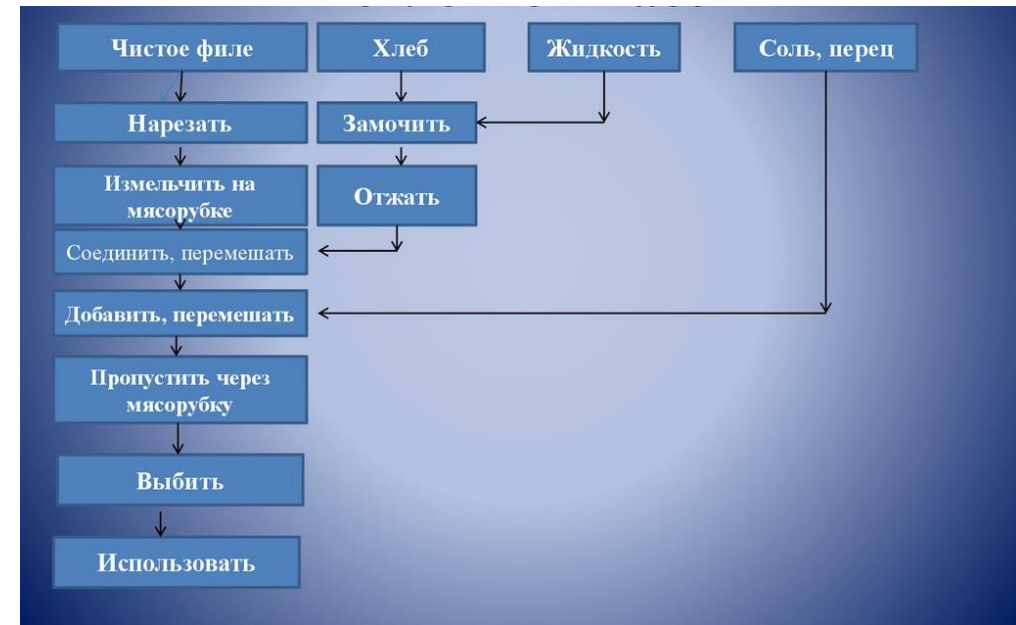 Чистое филе
Хлеб
Жидкость
Соль, перец
Нарезать
Замочить
Измельчить на
мясорубке
Отжать
Соединить, перемешать
Добавить, перемешать
Пропустить через
мясорубку
Выбить
Использовать